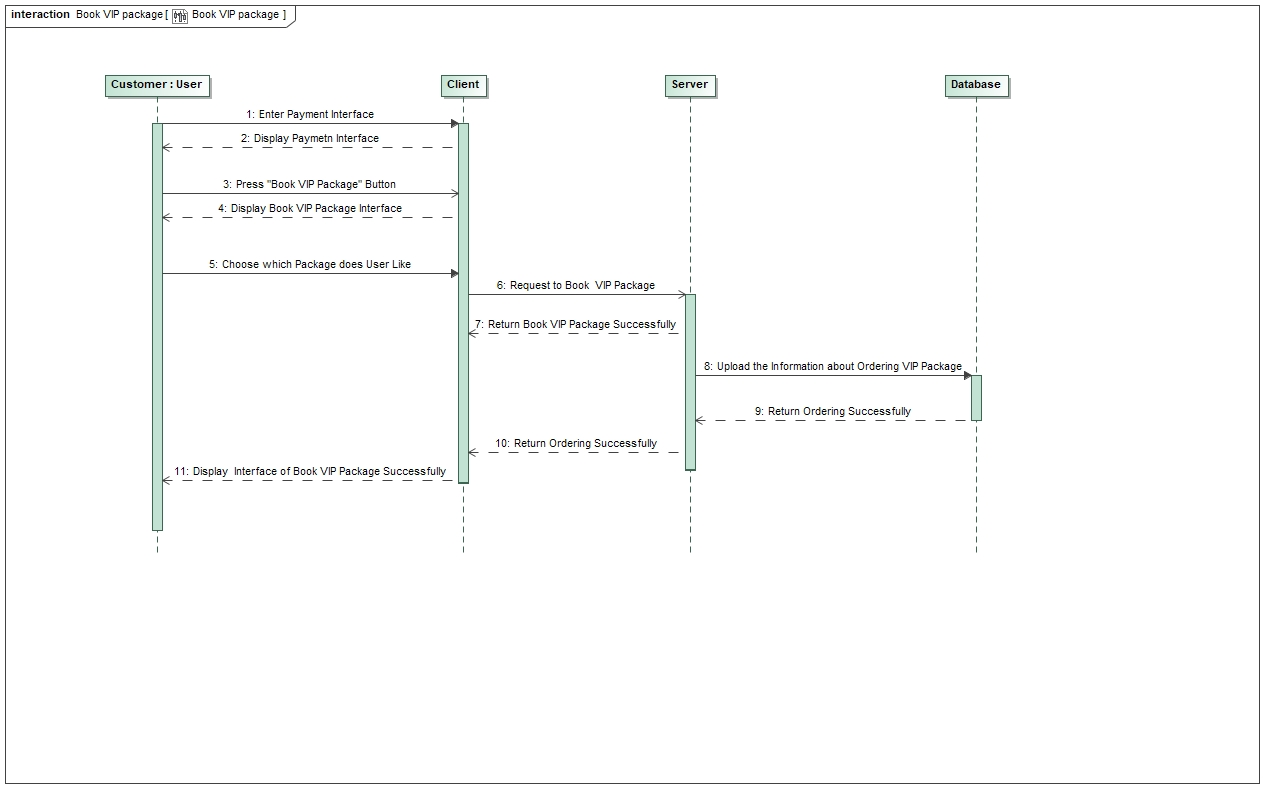 interaction Book VIP package [ Book VIP package ]
Customer : User
Client
Server
Database
1: Enter Payment Interface
2: Display Paymetn Interface
3: Press "Book VIP Package" Button
4: Display Book VIP Package Interface
5: Choose which Package does User Like
6: Request to Book VIP Package
7: Return Book VIP Package Successfully
8: Upload the Information about Ordering VIP Package
9: Return Ordering Successfully
10: Return Ordering Successfully
11: Display Interface of Book VIP Package Successfully